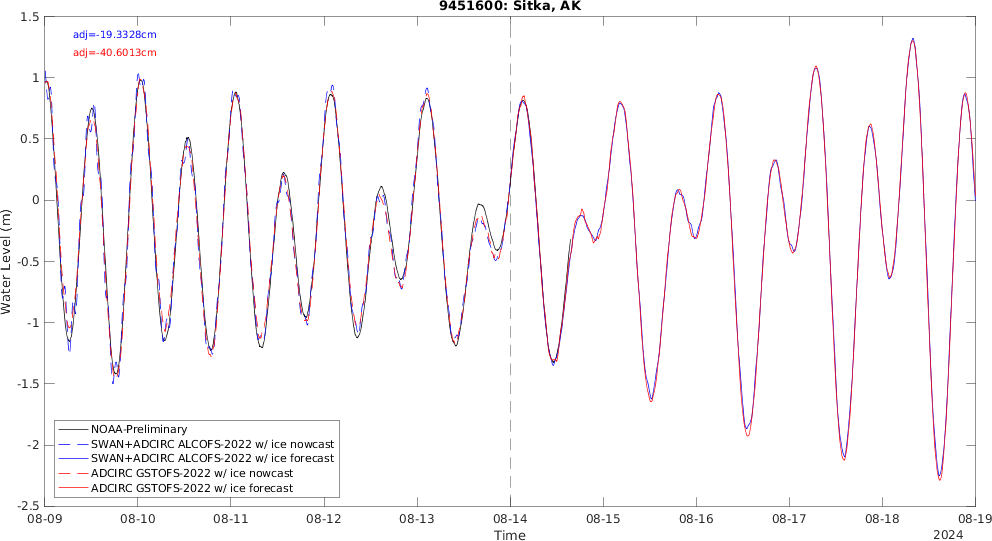 9451600: Sitka, AK
adj=-19.3328cm
adj=-40.6013cm
1.5
1
0.5
0
-0.5
-1
-1.5
-2
-2.5
Water Level (m)
NOAA-Preliminary
SWAN+ADCIRC ALCOFS-2022 w/ ice nowcast
SWAN+ADCIRC ALCOFS-2022 w/ ice forecast
ADCIRC GSTOFS-2022 w/ ice nowcast
ADCIRC GSTOFS-2022 w/ ice forecast
08-09 08-10 08-11 08-12 08-13 08-14 08-15 08-16 08-17 08-18 08-19
Time
2024